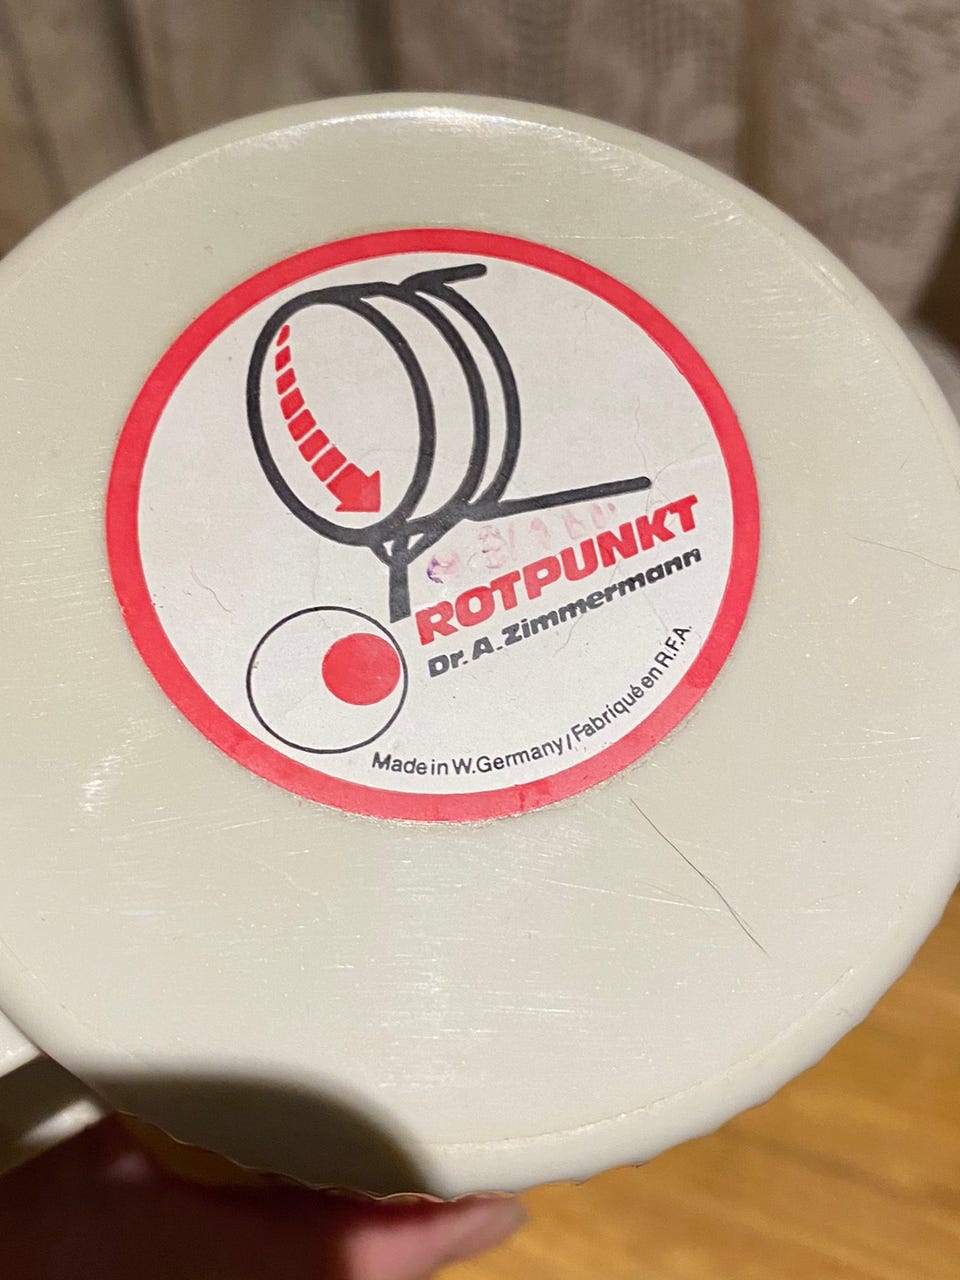 ROTPUNKT
Dr. A. Zimmermann
Made in W. Germany / Fabriqué en R.F.A.